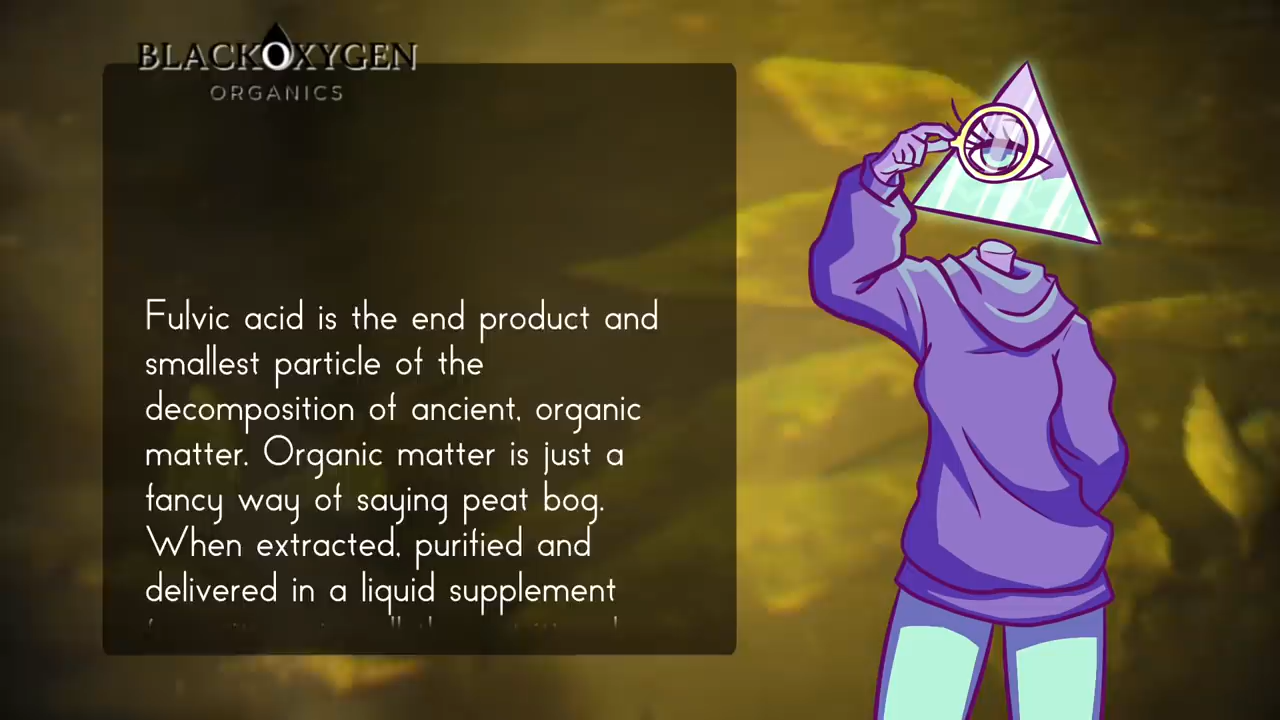 BLACKOXYGEN
ORGANICS
Fulvic acid is the end product and
smallest particle of the
decomposition of ancient, organic
matter. Organic matter is just a
fancy way of saying peat bog.
When extracted, purified and
delivered in a liquid supplement